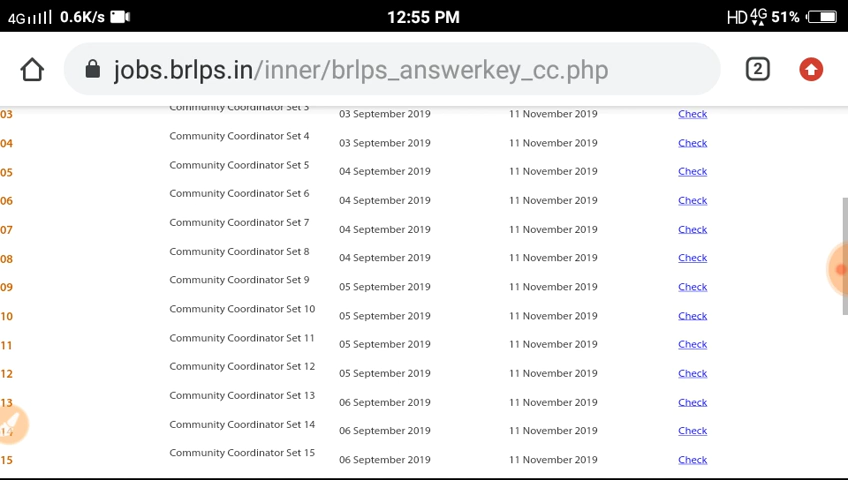 4G 0.6K/s 12:55 PM HD 4G 51%
jobs.brlps.in/inner/brlps_answerkey_cc.php 2
03 Community Coordinator Set 3 03 September 2019 11 November 2019 Check
04 Community Coordinator Set 4 03 September 2019 11 November 2019 Check
05 Community Coordinator Set 5 04 September 2019 11 November 2019 Check
06 Community Coordinator Set 6 04 September 2019 11 November 2019 Check
07 Community Coordinator Set 7 04 September 2019 11 November 2019 Check
08 Community Coordinator Set 8 04 September 2019 11 November 2019 Check
09 Community Coordinator Set 9 05 September 2019 11 November 2019 Check
10 Community Coordinator Set 10 05 September 2019 11 November 2019 Check
11 Community Coordinator Set 11 05 September 2019 11 November 2019 Check
12 Community Coordinator Set 12 05 September 2019 11 November 2019 Check
13 Community Coordinator Set 13 06 September 2019 11 November 2019 Check
Community Coordinator Set 14 06 September 2019 11 November 2019 Check
15 Community Coordinator Set 15 06 September 2019 11 November 2019 Check